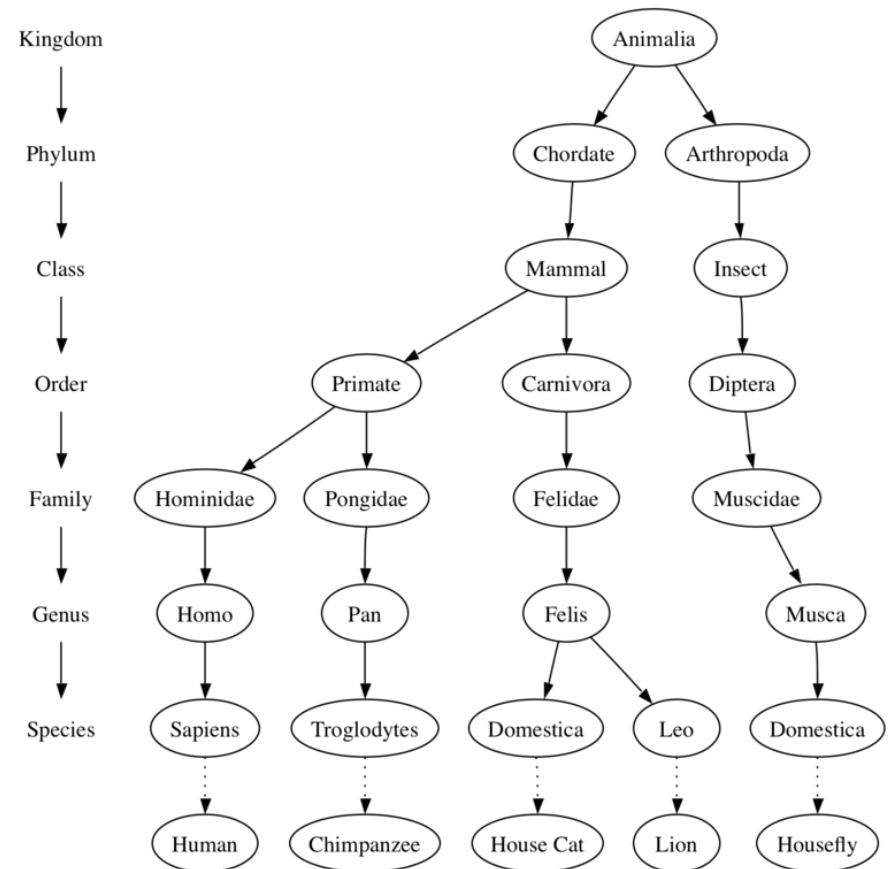 Kingdom Animalia
Phylum Chordate Arthropoda
Class Mammal Insect
Order Primate Carnivora Diptera
Family Hominidae Pongidae Felidae Muscidae
Genus Homo Pan Felis Musca
Species Sapiens Troglodytes Domestica Leo Domestica
Human Chimpanzee House Cat Lion Housefly